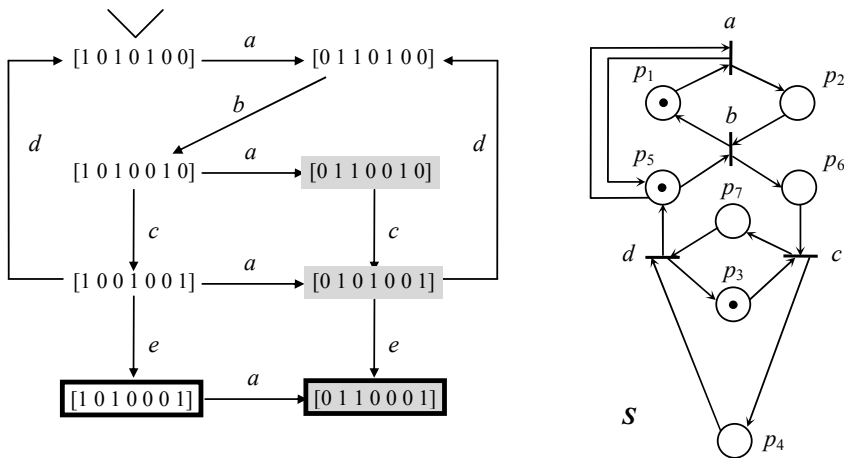 a
[1 0 1 0 1 0 0] a [0 1 1 0 1 0 0]
p1 p2
b b
d d
p5 p6
[1 0 1 0 0 1 0] a [0 1 1 0 0 1 0]
p7
c c
d c
[1 0 0 1 0 0 1] a [0 1 0 1 0 0 1]
p3
e e
[1 0 1 0 0 0 1] a [0 1 1 0 0 0 1]
S p4